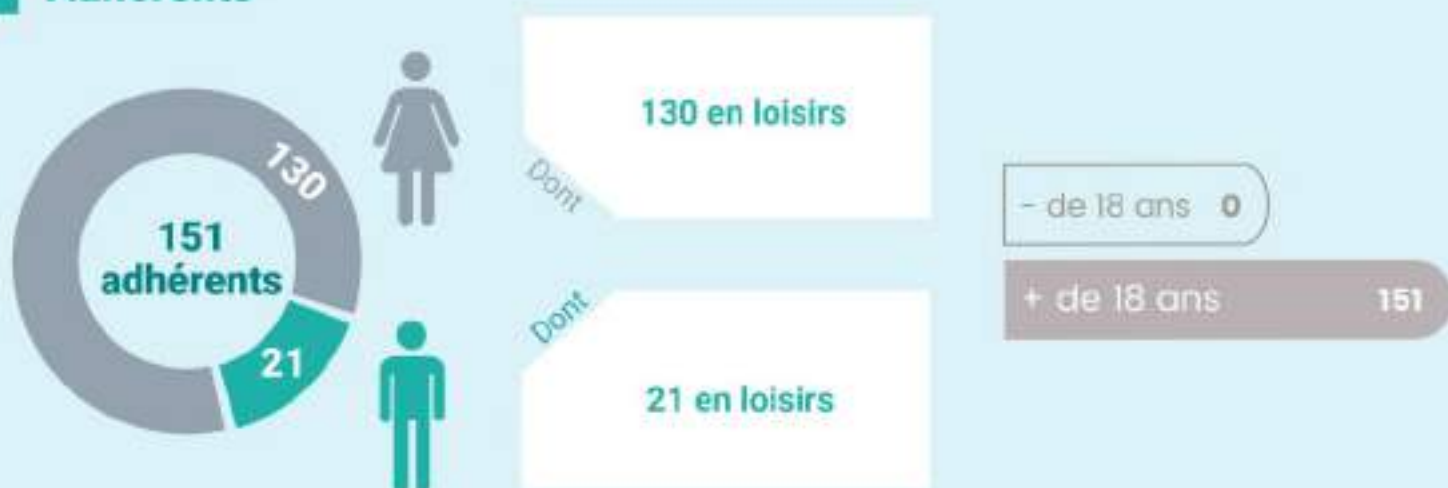 130
151
adhérents
21
Dont
130 en loisirs
Dont
21 en loisirs
- de 18 ans 0
+ de 18 ans 151